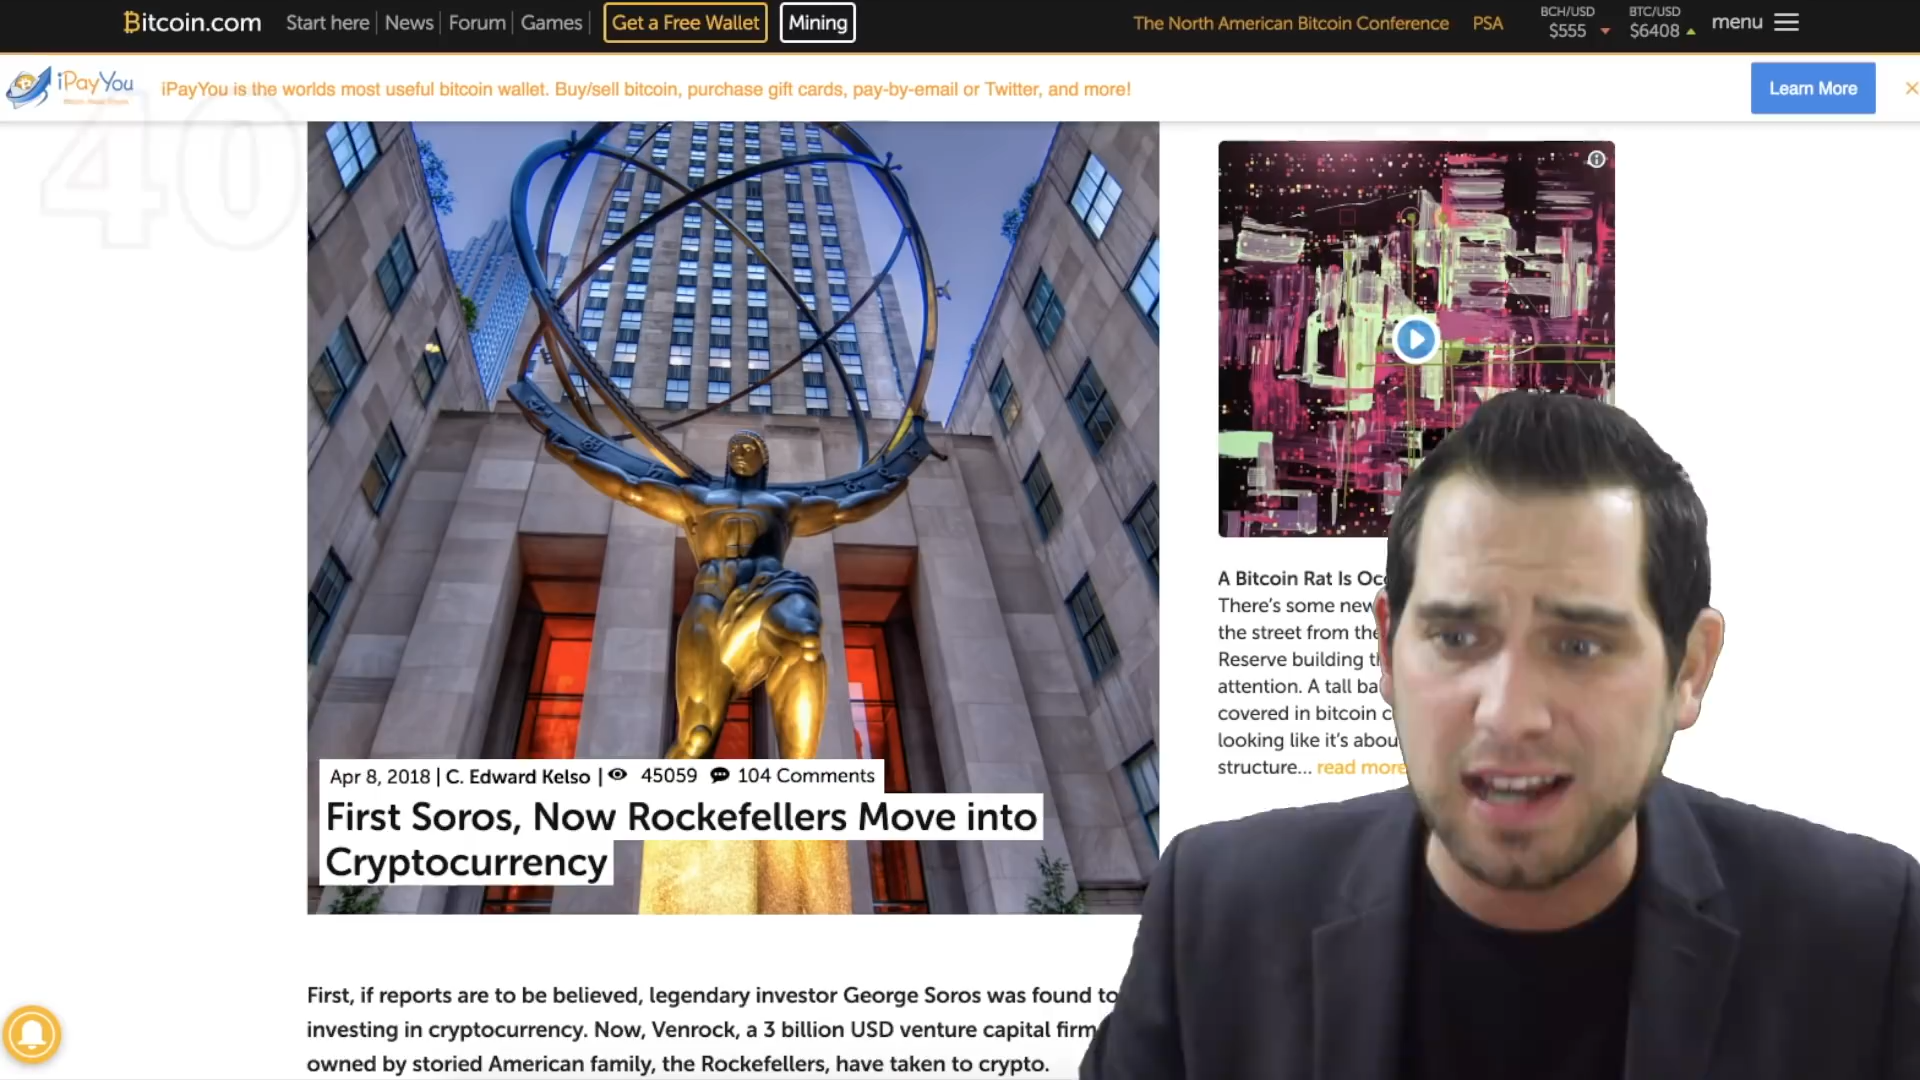 Bitcoin.com
Start here | News | Forum | Games | Get a Free Wallet Mining
The North American Bitcoin Conference PSA
BCH/USD
$555
BTC/USD
$6408
menu
iPayYou
iPayYou is the worlds most useful bitcoin wallet. Buy/sell bitcoin, purchase gift cards, pay-by-email or Twitter, and more!
Learn More
40
Apr 8, 2018 | C. Edward Kelso | 45059 104 Comments
First Soros, Now Rockefellers Move into
Cryptocurrency
First, if reports are to be believed, legendary investor George Soros was found to
investing in cryptocurrency. Now, Venrock, a 3 billion USD venture capital firm
owned by storied American family, the Rockefellers, have taken to crypto.
A Bitcoin Rat Is
There's some new
the street from the
Reserve building
attention. A tall
covered in bitcoin
looking like it's
structure... read more